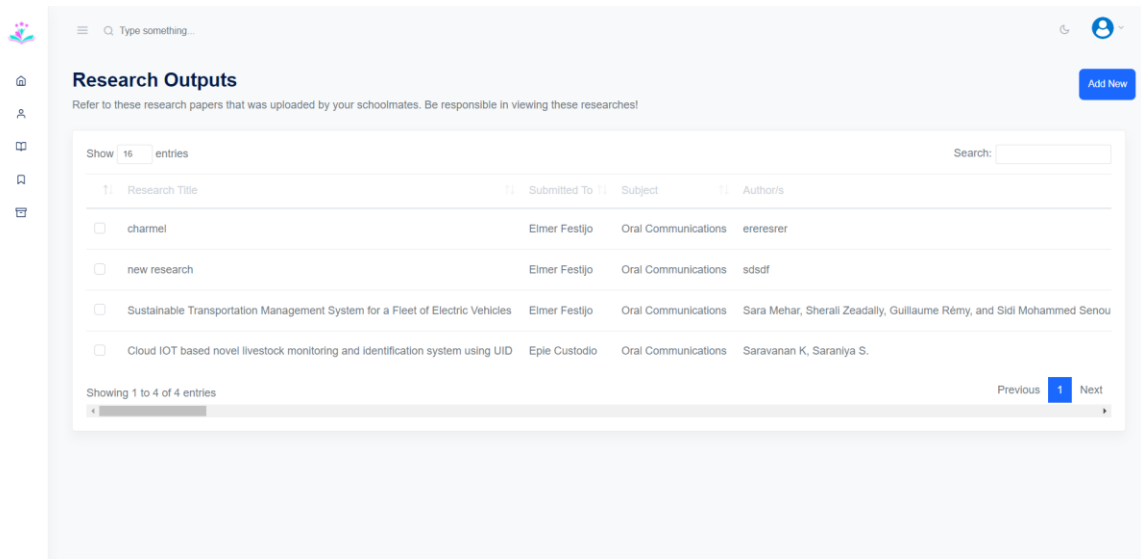 Type something...
Research Outputs
Add New
Refer to these research papers that was uploaded by your schoolmates. Be responsible in viewing these researches!
Show 16 entries
Search:
Research Title Submitted To Subject Author/s
charmel Elmer Festijo Oral Communications ereresrer
new research Elmer Festijo Oral Communications sdsdf
Sustainable Transportation Management System for a Fleet of Electric Vehicles Elmer Festijo Oral Communications Sara Mehar, Sherali Zeadally, Guillaume Rémy, and Sidi Mohammed Senou
Cloud IOT based novel livestock monitoring and identification system using UID Epie Custodio Oral Communications Saravanan K, Saraniya S.
Showing 1 to 4 of 4 entries
Previous 1 Next